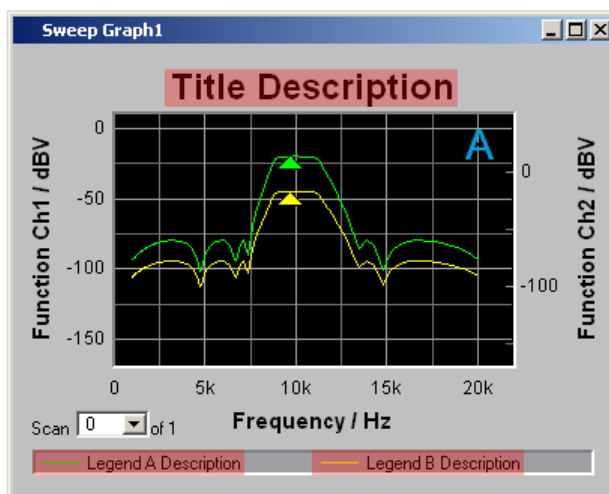 Sweep Graph1
Title Description
A
Function Ch1 / dBV
0
-50
-100
-150
0
-100
Function Ch2 / dBV
0
5k
10k
15k
20k
Frequency / Hz
Scan 0 of 1
Legend A Description
Legend B Description